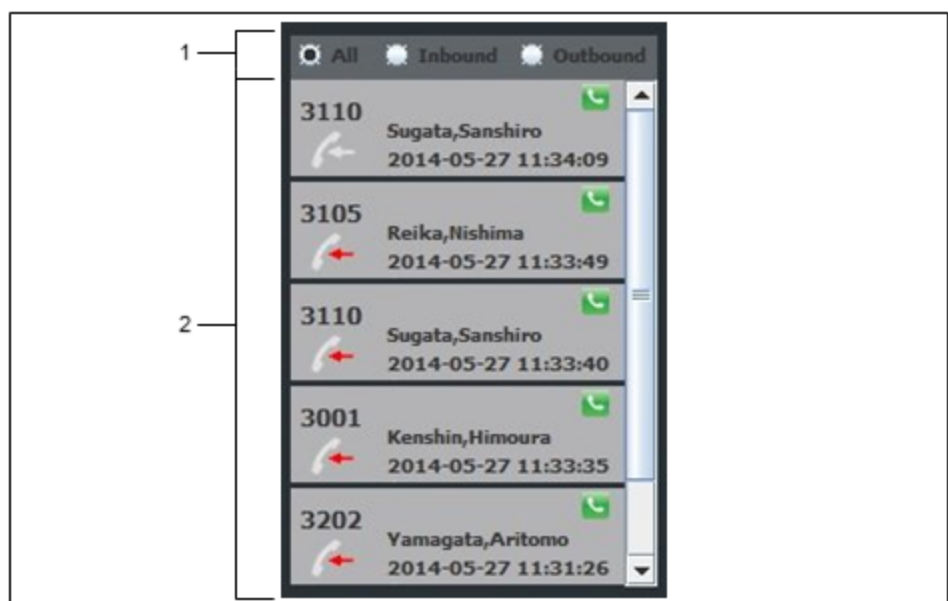 1
All Inbound Outbound
3110
Sugata,Sanshiro
2014-05-27 11:34:09
3105
Reika,Nishima
2014-05-27 11:33:49
2
3110
Sugata,Sanshiro
2014-05-27 11:33:40
3001
Kenshin,Himoura
2014-05-27 11:33:35
3202
Yamagata,Aritomo
2014-05-27 11:31:26